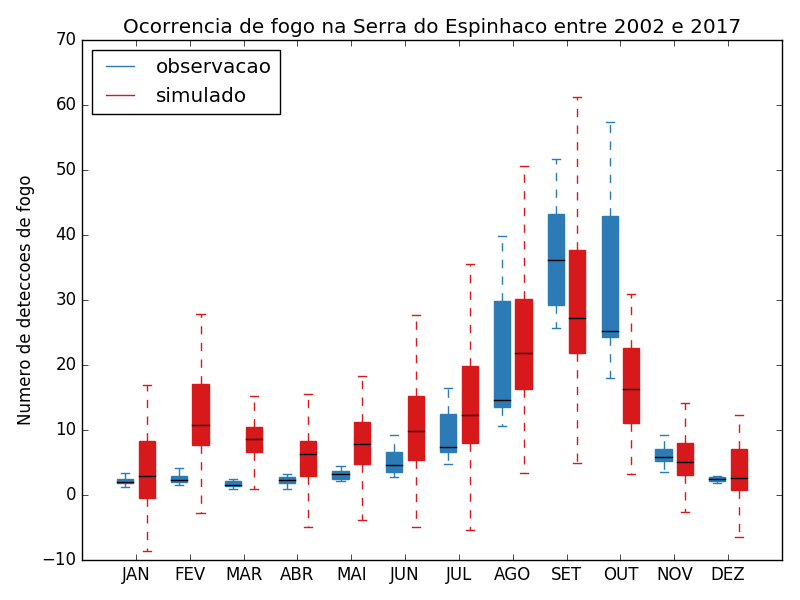 Ocorrencia de fogo na Serra do Espinhaco entre 2002 e 2017
observacao
simulado
Numero de deteccoes de fogo
70
60
50
40
30
20
10
0
−10
JAN FEV MAR ABR MAI JUN JUL AGO SET OUT NOV DEZ